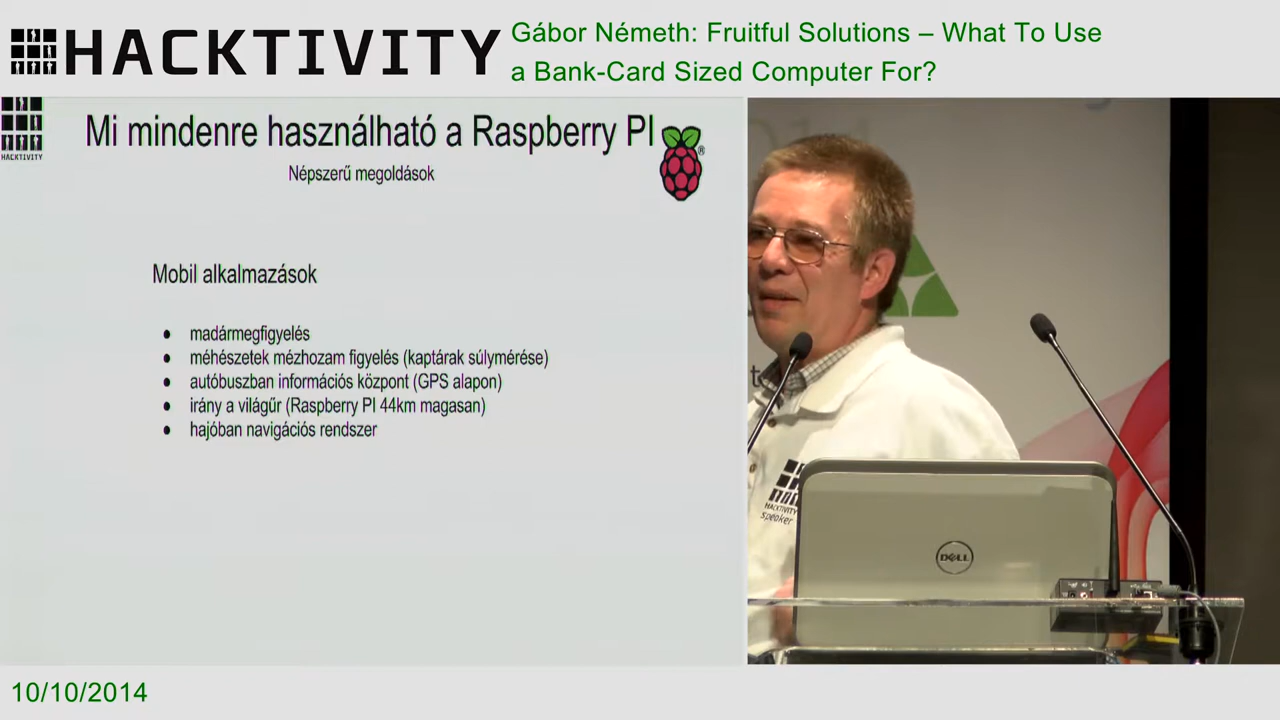 HACKTIVITY
Gábor Németh: Fruitful Solutions – What To Use
a Bank-Card Sized Computer For?
HACKTIVITY
Mi mindenre használható a Raspberry PI
Népszerű megoldások
Mobil alkalmazások
● madármegfigyelés
● méhészetek mézhozam figyelés (kaptárak súlymérése)
● autóbuszban információs központ (GPS alapon)
● irány a világűr (Raspberry PI 44km magasan)
● hajóban navigációs rendszer
HACKTIVITY
speaker
DELL
10/10/2014